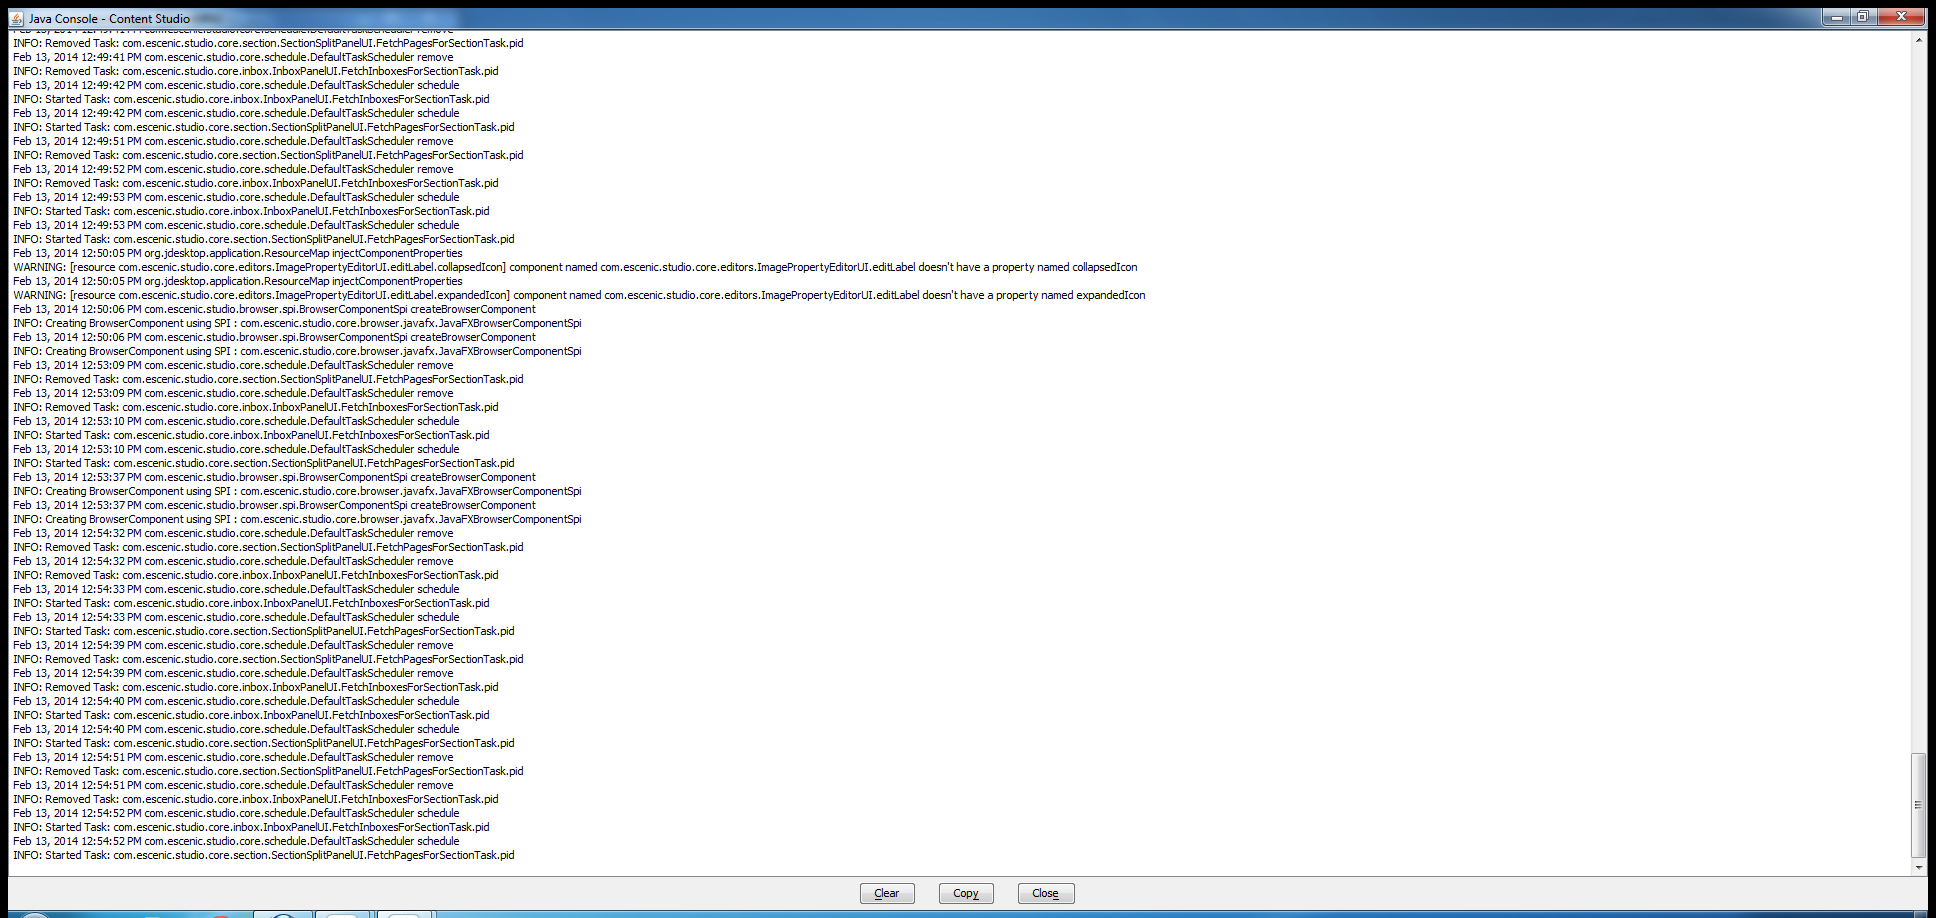 Java Console - Content Studio
Feb 13, 2014 12:49:41 PM com.escenic.studio.core.schedule.DefaultTaskScheduler remove
INFO: Removed Task: com.escenic.studio.core.section.SectionSplitPanelUI.FetchPagesForSectionTask.pid
Feb 13, 2014 12:49:41 PM com.escenic.studio.core.schedule.DefaultTaskScheduler remove
INFO: Removed Task: com.escenic.studio.core.inbox.InboxPanelUI.FetchInboxesForSectionTask.pid
Feb 13, 2014 12:49:42 PM com.escenic.studio.core.schedule.DefaultTaskScheduler schedule
INFO: Started Task: com.escenic.studio.core.inbox.InboxPanelUI.FetchInboxesForSectionTask.pid
Feb 13, 2014 12:49:42 PM com.escenic.studio.core.schedule.DefaultTaskScheduler schedule
INFO: Started Task: com.escenic.studio.core.section.SectionSplitPanelUI.FetchPagesForSectionTask.pid
Feb 13, 2014 12:49:51 PM com.escenic.studio.core.schedule.DefaultTaskScheduler remove
INFO: Removed Task: com.escenic.studio.core.section.SectionSplitPanelUI.FetchPagesForSectionTask.pid
Feb 13, 2014 12:49:52 PM com.escenic.studio.core.schedule.DefaultTaskScheduler remove
INFO: Removed Task: com.escenic.studio.core.inbox.InboxPanelUI.FetchInboxesForSectionTask.pid
Feb 13, 2014 12:49:53 PM com.escenic.studio.core.schedule.DefaultTaskScheduler schedule
INFO: Started Task: com.escenic.studio.core.inbox.InboxPanelUI.FetchInboxesForSectionTask.pid
Feb 13, 2014 12:49:53 PM com.escenic.studio.core.schedule.DefaultTaskScheduler schedule
INFO: Started Task: com.escenic.studio.core.section.SectionSplitPanelUI.FetchPagesForSectionTask.pid
Feb 13, 2014 12:50:05 PM org.jdesktop.application.ResourceMap injectComponentProperties
WARNING: [resource com.escenic.studio.core.editors.ImagePropertyEditorUI.editLabel.collapsedIcon] component named com.escenic.studio.core.editors.ImagePropertyEditorUI.editLabel doesn't have a property named collapsedIcon
Feb 13, 2014 12:50:05 PM org.jdesktop.application.ResourceMap injectComponentProperties
WARNING: [resource com.escenic.studio.core.editors.ImagePropertyEditorUI.editLabel.expandedIcon] component named com.escenic.studio.core.editors.ImagePropertyEditorUI.editLabel doesn't have a property named expandedIcon
Feb 13, 2014 12:50:06 PM com.escenic.studio.browser.spi.BrowserComponentSpi createBrowserComponent
INFO: Creating BrowserComponent using SPI : com.escenic.studio.core.browser.javafx.JavaFXBrowserComponentSpi
Feb 13, 2014 12:50:06 PM com.escenic.studio.browser.spi.BrowserComponentSpi createBrowserComponent
INFO: Creating BrowserComponent using SPI : com.escenic.studio.core.browser.javafx.JavaFXBrowserComponentSpi
Feb 13, 2014 12:53:09 PM com.escenic.studio.core.schedule.DefaultTaskScheduler remove
INFO: Removed Task: com.escenic.studio.core.section.SectionSplitPanelUI.FetchPagesForSectionTask.pid
Feb 13, 2014 12:53:09 PM com.escenic.studio.core.schedule.DefaultTaskScheduler remove
INFO: Removed Task: com.escenic.studio.core.inbox.InboxPanelUI.FetchInboxesForSectionTask.pid
Feb 13, 2014 12:53:10 PM com.escenic.studio.core.schedule.DefaultTaskScheduler schedule
INFO: Started Task: com.escenic.studio.core.inbox.InboxPanelUI.FetchInboxesForSectionTask.pid
Feb 13, 2014 12:53:10 PM com.escenic.studio.core.schedule.DefaultTaskScheduler schedule
INFO: Started Task: com.escenic.studio.core.section.SectionSplitPanelUI.FetchPagesForSectionTask.pid
Feb 13, 2014 12:53:37 PM com.escenic.studio.browser.spi.BrowserComponentSpi createBrowserComponent
INFO: Creating BrowserComponent using SPI : com.escenic.studio.core.browser.javafx.JavaFXBrowserComponentSpi
Feb 13, 2014 12:53:37 PM com.escenic.studio.browser.spi.BrowserComponentSpi createBrowserComponent
INFO: Creating BrowserComponent using SPI : com.escenic.studio.core.browser.javafx.JavaFXBrowserComponentSpi
Feb 13, 2014 12:54:32 PM com.escenic.studio.core.schedule.DefaultTaskScheduler remove
INFO: Removed Task: com.escenic.studio.core.section.SectionSplitPanelUI.FetchPagesForSectionTask.pid
Feb 13, 2014 12:54:32 PM com.escenic.studio.core.schedule.DefaultTaskScheduler remove
INFO: Removed Task: com.escenic.studio.core.inbox.InboxPanelUI.FetchInboxesForSectionTask.pid
Feb 13, 2014 12:54:33 PM com.escenic.studio.core.schedule.DefaultTaskScheduler schedule
INFO: Started Task: com.escenic.studio.core.inbox.InboxPanelUI.FetchInboxesForSectionTask.pid
Feb 13, 2014 12:54:33 PM com.escenic.studio.core.schedule.DefaultTaskScheduler schedule
INFO: Started Task: com.escenic.studio.core.section.SectionSplitPanelUI.FetchPagesForSectionTask.pid
Feb 13, 2014 12:54:39 PM com.escenic.studio.core.schedule.DefaultTaskScheduler remove
INFO: Removed Task: com.escenic.studio.core.section.SectionSplitPanelUI.FetchPagesForSectionTask.pid
Feb 13, 2014 12:54:39 PM com.escenic.studio.core.schedule.DefaultTaskScheduler remove
INFO: Removed Task: com.escenic.studio.core.inbox.InboxPanelUI.FetchInboxesForSectionTask.pid
Feb 13, 2014 12:54:40 PM com.escenic.studio.core.schedule.DefaultTaskScheduler schedule
INFO: Started Task: com.escenic.studio.core.inbox.InboxPanelUI.FetchInboxesForSectionTask.pid
Feb 13, 2014 12:54:40 PM com.escenic.studio.core.schedule.DefaultTaskScheduler schedule
INFO: Started Task: com.escenic.studio.core.section.SectionSplitPanelUI.FetchPagesForSectionTask.pid
Feb 13, 2014 12:54:51 PM com.escenic.studio.core.schedule.DefaultTaskScheduler remove
INFO: Removed Task: com.escenic.studio.core.section.SectionSplitPanelUI.FetchPagesForSectionTask.pid
Feb 13, 2014 12:54:51 PM com.escenic.studio.core.schedule.DefaultTaskScheduler remove
INFO: Removed Task: com.escenic.studio.core.inbox.InboxPanelUI.FetchInboxesForSectionTask.pid
Feb 13, 2014 12:54:52 PM com.escenic.studio.core.schedule.DefaultTaskScheduler schedule
INFO: Started Task: com.escenic.studio.core.inbox.InboxPanelUI.FetchInboxesForSectionTask.pid
Feb 13, 2014 12:54:52 PM com.escenic.studio.core.schedule.DefaultTaskScheduler schedule
INFO: Started Task: com.escenic.studio.core.section.SectionSplitPanelUI.FetchPagesForSectionTask.pid
Clear Copy Close